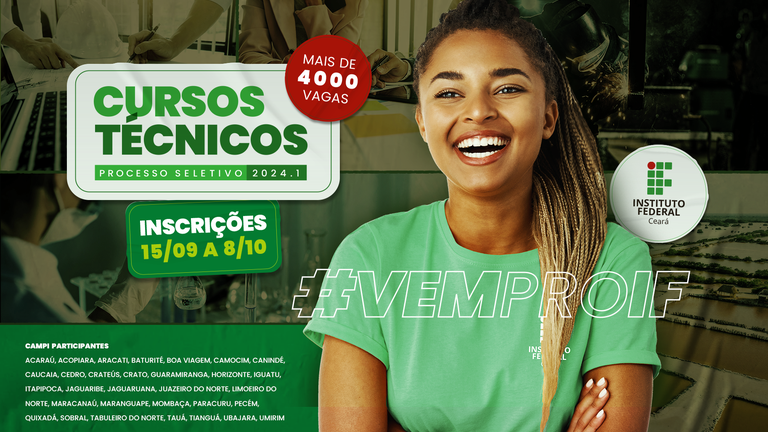 MAIS DE
4000
VAGAS
CURSOS
TÉCNICOS
PROCESSO SELETIVO 2024.1
INSCRIÇÕES
15/09 A 8/10
INSTITUTO
FEDERAL
Ceará
#VEMPROIF
INSTITUTO
FEDERAL
CAMPI PARTICIPANTES
ACARAÚ, ACOPIARA, ARACATI, BATURITÉ, BOA VIAGEM, CAMOCIM, CANINDÉ,
CAUCAIA, CEDRO, CRATEÚS, CRATO, GUARAMIRANGA, HORIZONTE, IGUATU,
ITAPIPOCA, JAGUARIBE, JAGUARUANA, JUAZEIRO DO NORTE, LIMOEIRO DO
NORTE, MARACANAÚ, MARANGUAPE, MOMBAÇA, PARACURU, PECÉM,
QUIXADÁ, SOBRAL, TABULEIRO DO NORTE, TAUÁ, TIANGUÁ, UBAJARA, UMIRIM